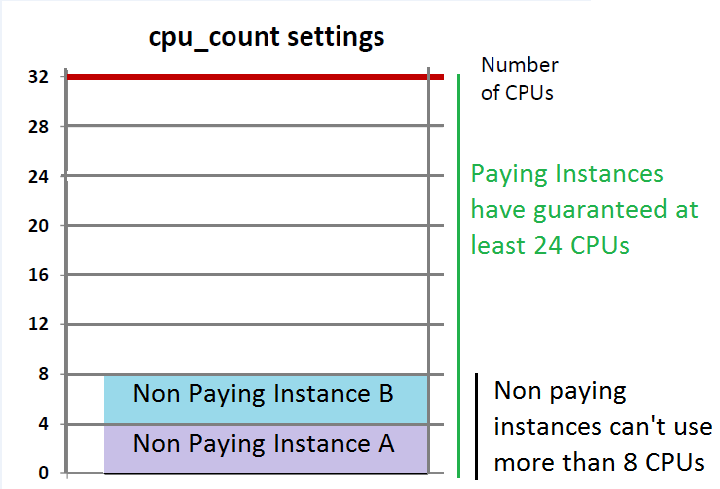 cpu_count settings
Number
of CPUs
32
28
24
20
16
12
8
4
0
Paying Instances
have guaranteed at
least 24 CPUs
Non Paying Instance B
Non Paying Instance A
Non paying
instances can't use
more than 8 CPUs